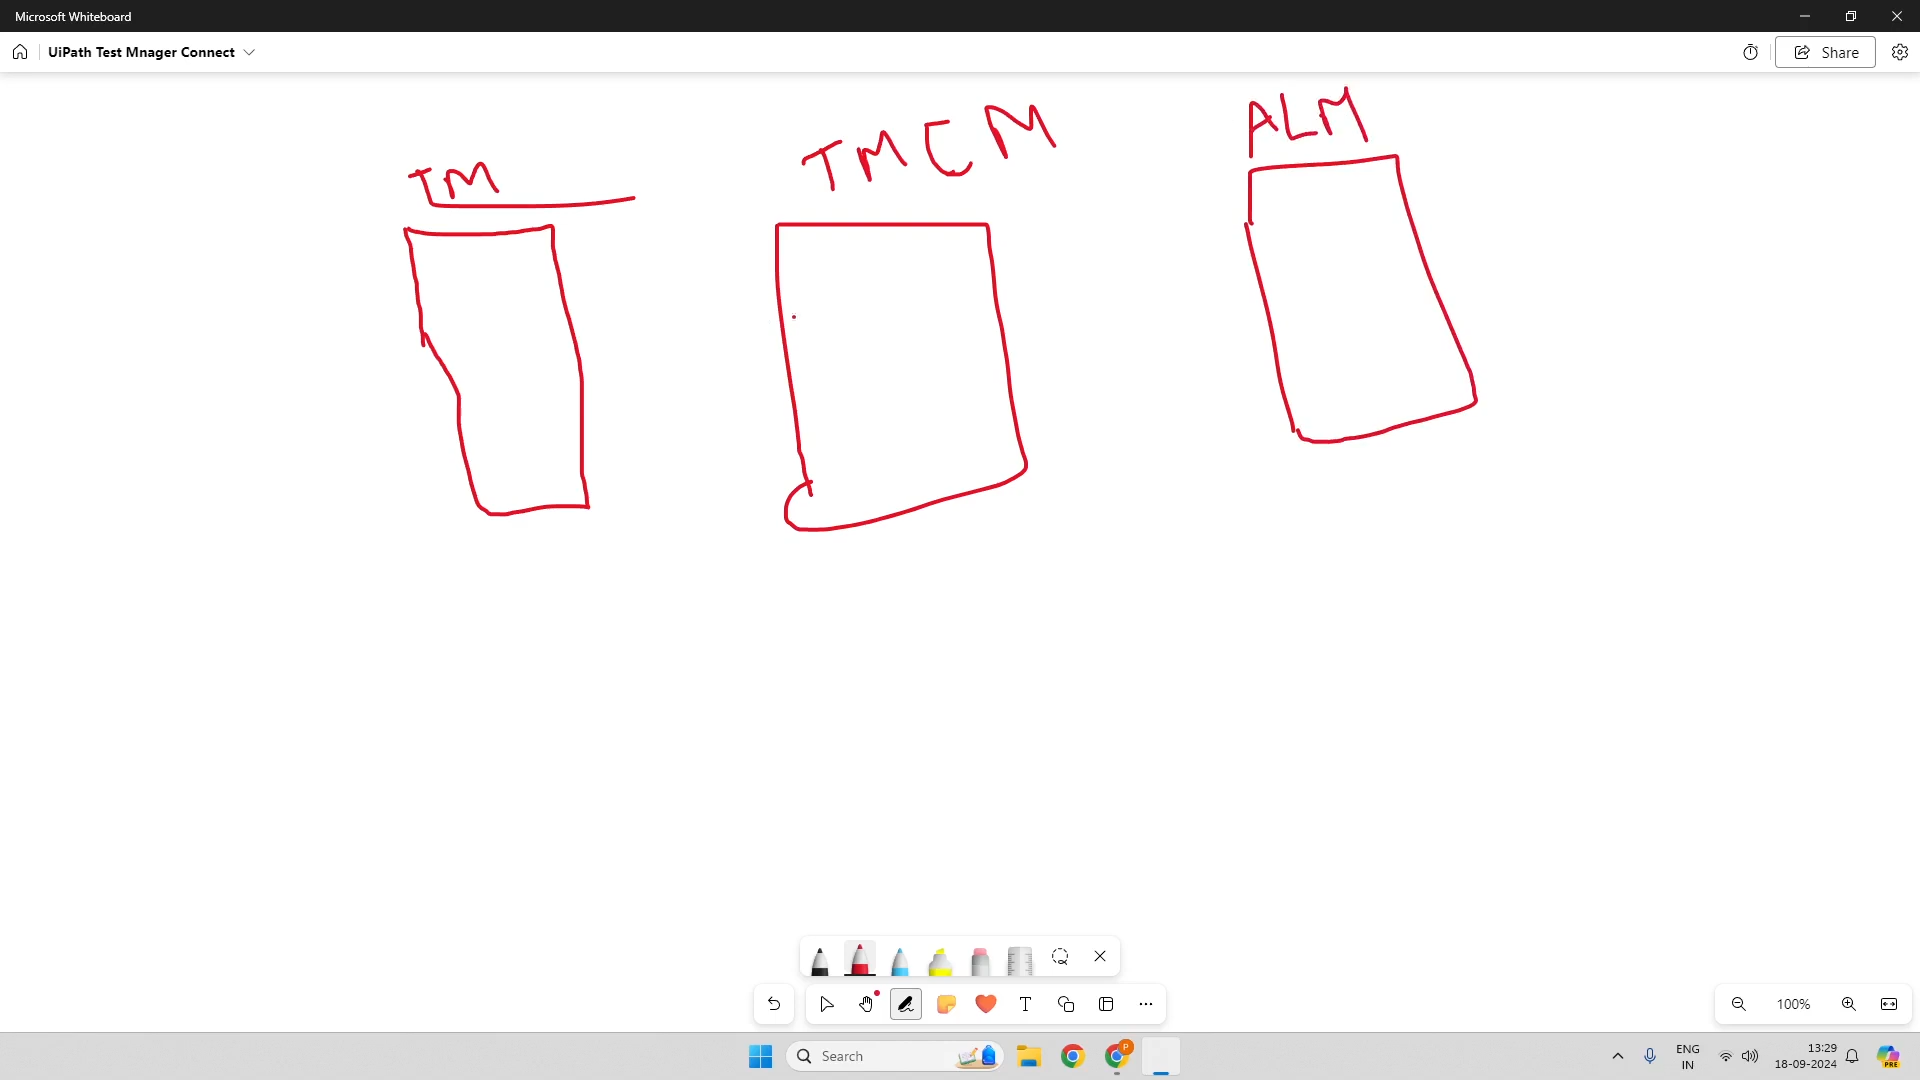 Microsoft Whiteboard
UiPath Test Mnager Connect
Share
TM
TMCM
ALM
T
100%
Search
P
ENG
IN
13:29
18-09-2024
PRE